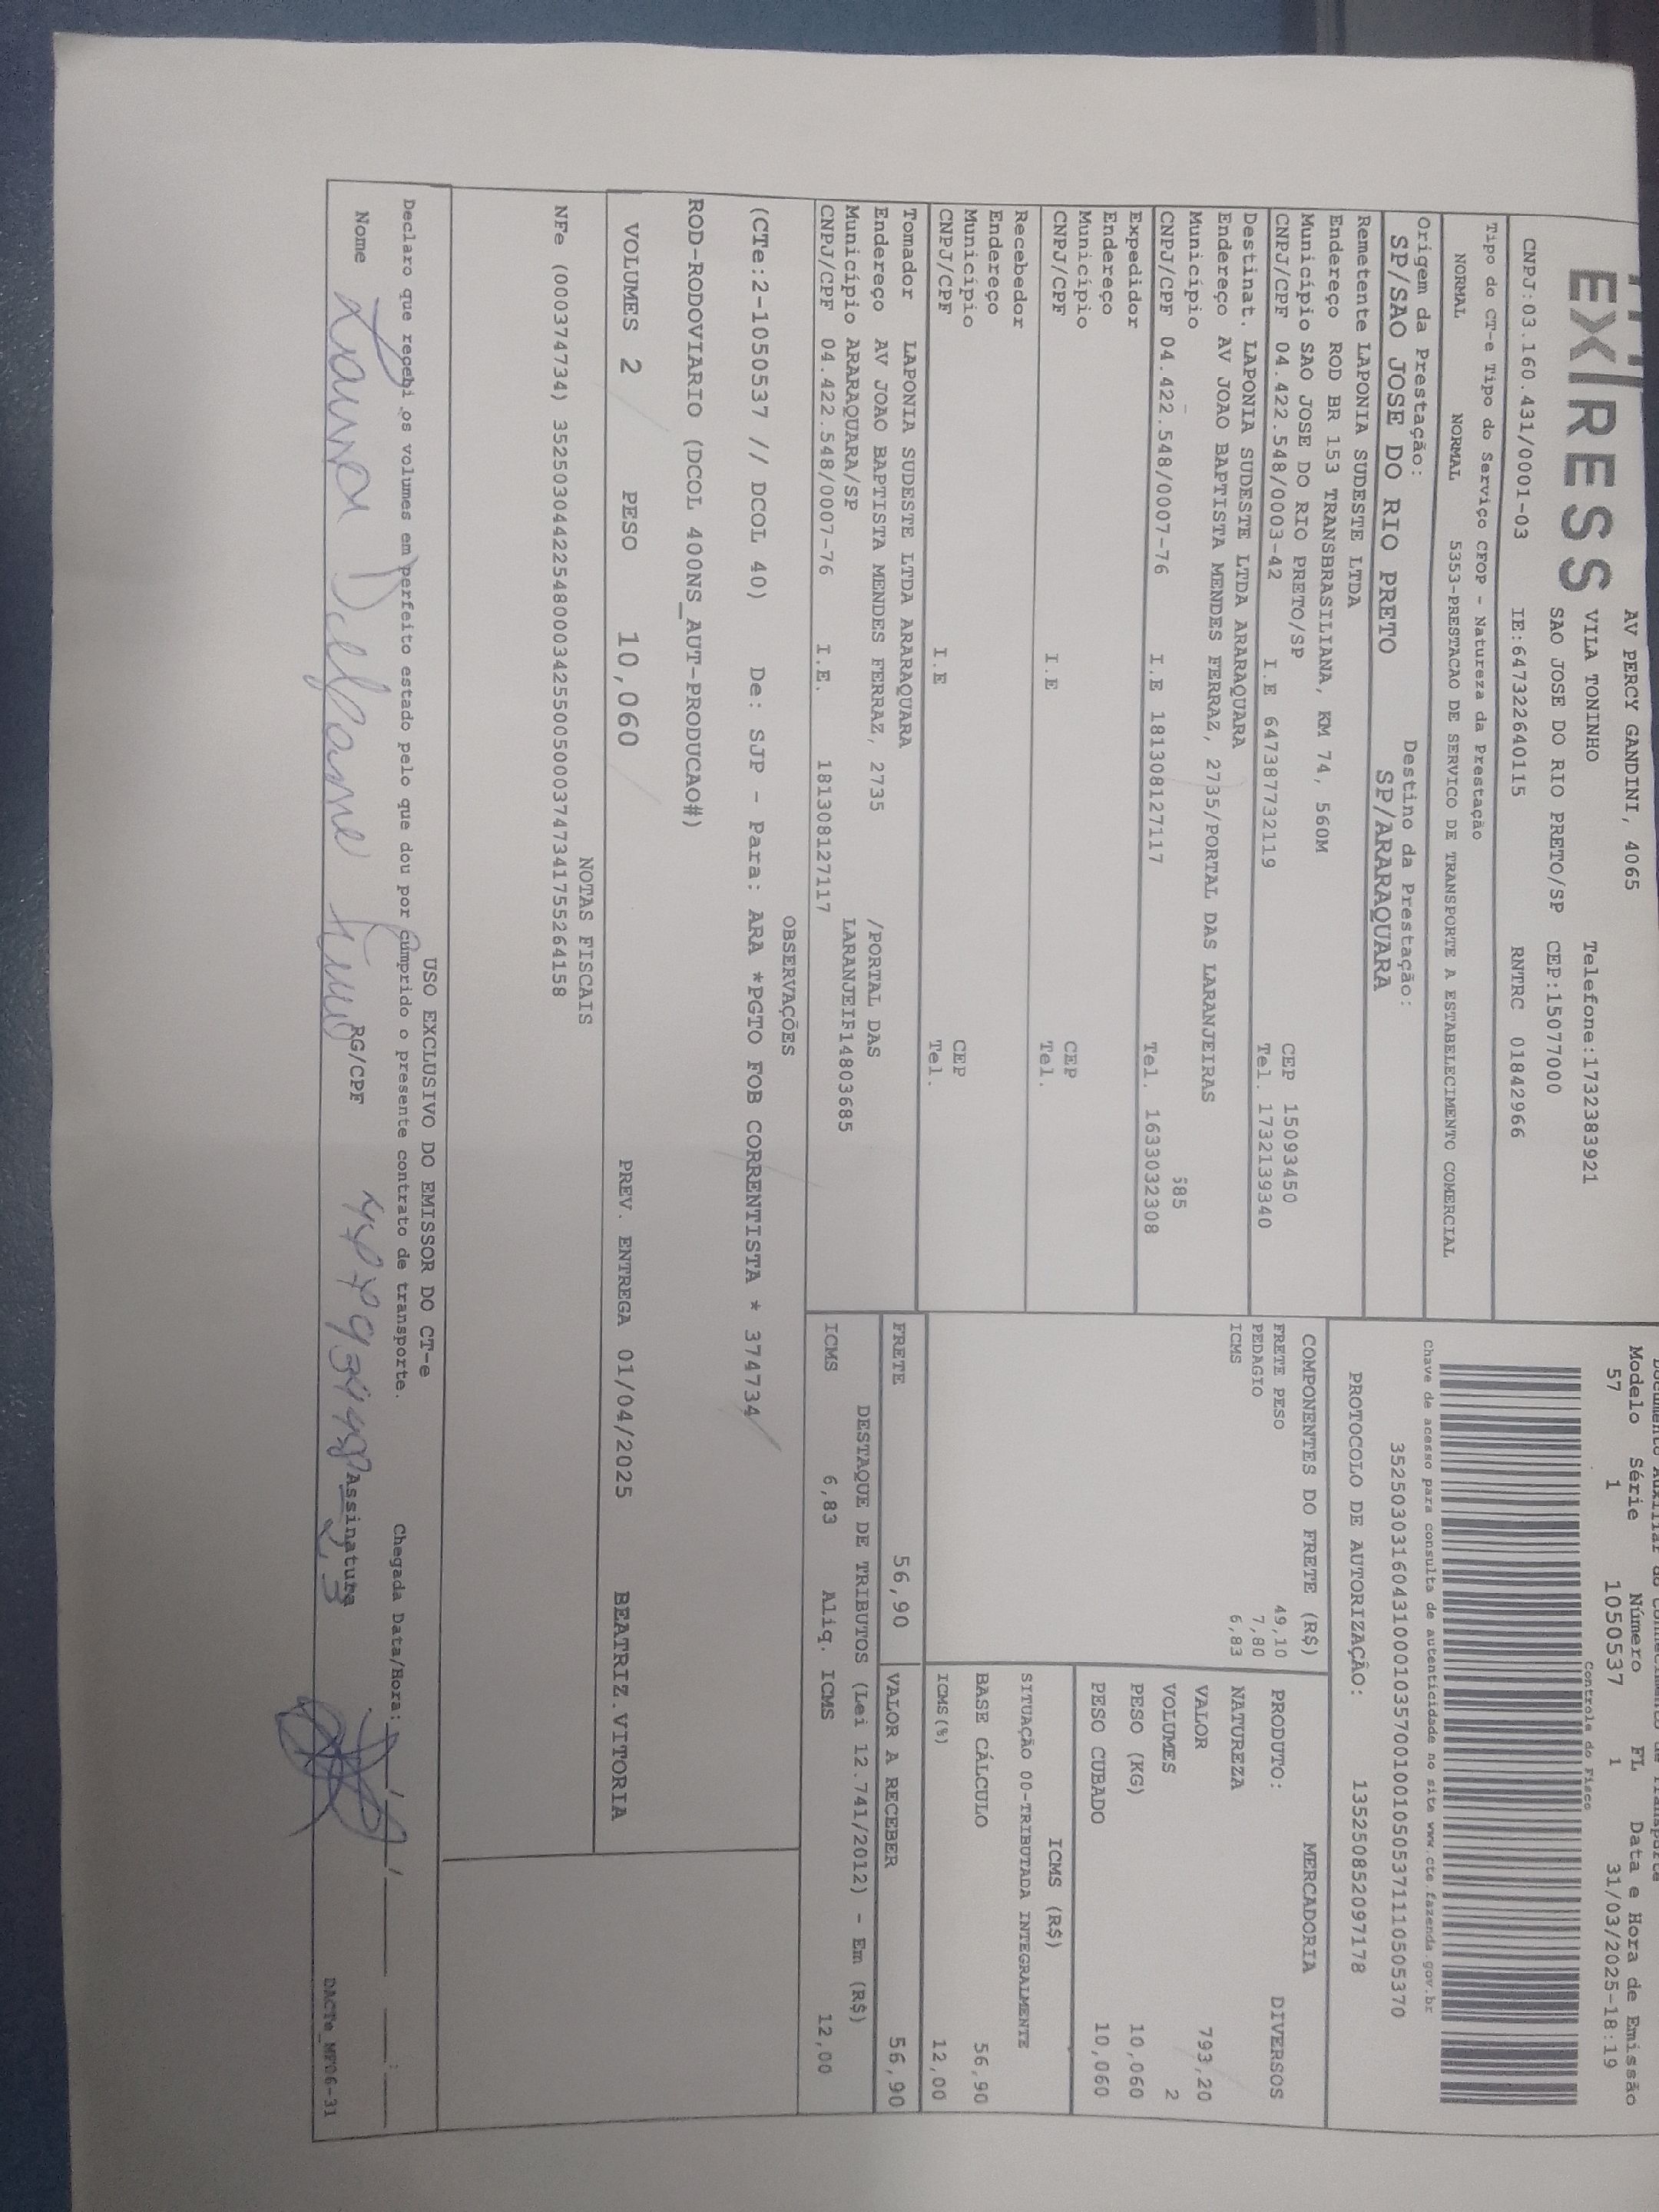 EXPRESS
AV PERCY GANDINI, 4065
VILA TONINHO Telefone:1732383921
SAO JOSE DO RIO PRETO/SP CEP:15077000
CNPJ:03.160.431/0001-03 IE:647322640115 RNTRC 01842966
Modelo Série Número FL Data e Hora de Emissão
57 1 1050537 1 31/03/2025-18:19
Controle do Fisco
Chave de acesso para consulta de autenticidade no site www.cte.fazenda.gov.br
35250303160431000103570010010505371110505370
PROTOCOLO DE AUTORIZAÇÃO: 135250852097178
Tipo do CT-e Tipo do Serviço CFOP - Natureza da Prestação
NORMAL NORMAL 5353-PRESTACAO DE SERVICO DE TRANSPORTE A ESTABELECIMENTO COMERCIAL
Origem da Prestação: Destino da Prestação:
SP/SAO JOSE DO RIO PRETO SP/ARARAQUARA
Remetente LAPONIA SUDESTE LTDA
Endereço ROD BR 153 TRANSBRASILIANA, KM 74, 560M
Município SAO JOSE DO RIO PRETO/SP CEP 15093450
CNPJ/CPF 04.422.548/0003-42 I.E 647387732119 Tel. 1732139340
Destinat. LAPONIA SUDESTE LTDA ARARAQUARA
Endereço AV JOAO BAPTISTA MENDES FERRAZ, 2735/PORTAL DAS LARANJEIRAS
Município 685
CNPJ/CPF 04.422.548/0007-76 I.E 181308127117 Tel. 1633032308
Expedidor
Endereço
Município CEP
CNPJ/CPF I.E Tel.
Recebedor
Endereço
Município CEP
CNPJ/CPF I.E Tel.
Tomador LAPONIA SUDESTE LTDA ARARAQUARA
Endereço AV JOAO BAPTISTA MENDES FERRAZ, 2735 /PORTAL DAS
Município ARARAQUARA/SP LARANJEIR14803685
CNPJ/CPF 04.422.548/0007-76 I.E. 181308127117
COMPONENTES DO FRETE (R$)
FRETE PESO 49,10
PEDAGIO 7,80
ICMS 6,83
MERCADORIA
PRODUTO: DIVERSOS
NATUREZA
VALOR 793,20
VOLUMES 2
PESO (KG) 10,060
PESO CUBADO 10,060
ICMS (R$)
SITUAÇÃO 00-TRIBUTADA INTEGRALMENTE
BASE CÁLCULO 56,90
ICMS(%) 12,00
FRETE 56,90 VALOR A RECEBER 56,90
DESTAQUE DE TRIBUTOS (Lei 12.741/2012) - Em (R$)
ICMS 6,83 Aliq. ICMS 12,00
OBSERVAÇÕES
(CTe:2-1050537 // DCOL 40) De: SJP - Para: ARA *PGTO FOB CORRENTISTA * 374734
ROD-RODOVIARIO (DCOL 400NS_AUT-PRODUCAO#)
VOLUMES 2 PESO 10,060 PREV. ENTREGA 01/04/2025 BEATRIZ.VITORIA
NOTAS FISCAIS
NFe (000374734) 35250304422548000342550050003747341755264158
USO EXCLUSIVO DO EMISSOR DO CT-e
Declaro que recebi os volumes em perfeito estado pelo que dou por cumprido o presente contrato de transporte. Chegada Data/Hora:
Nome RG/CPF Assinatura
DACTe_MF06-31